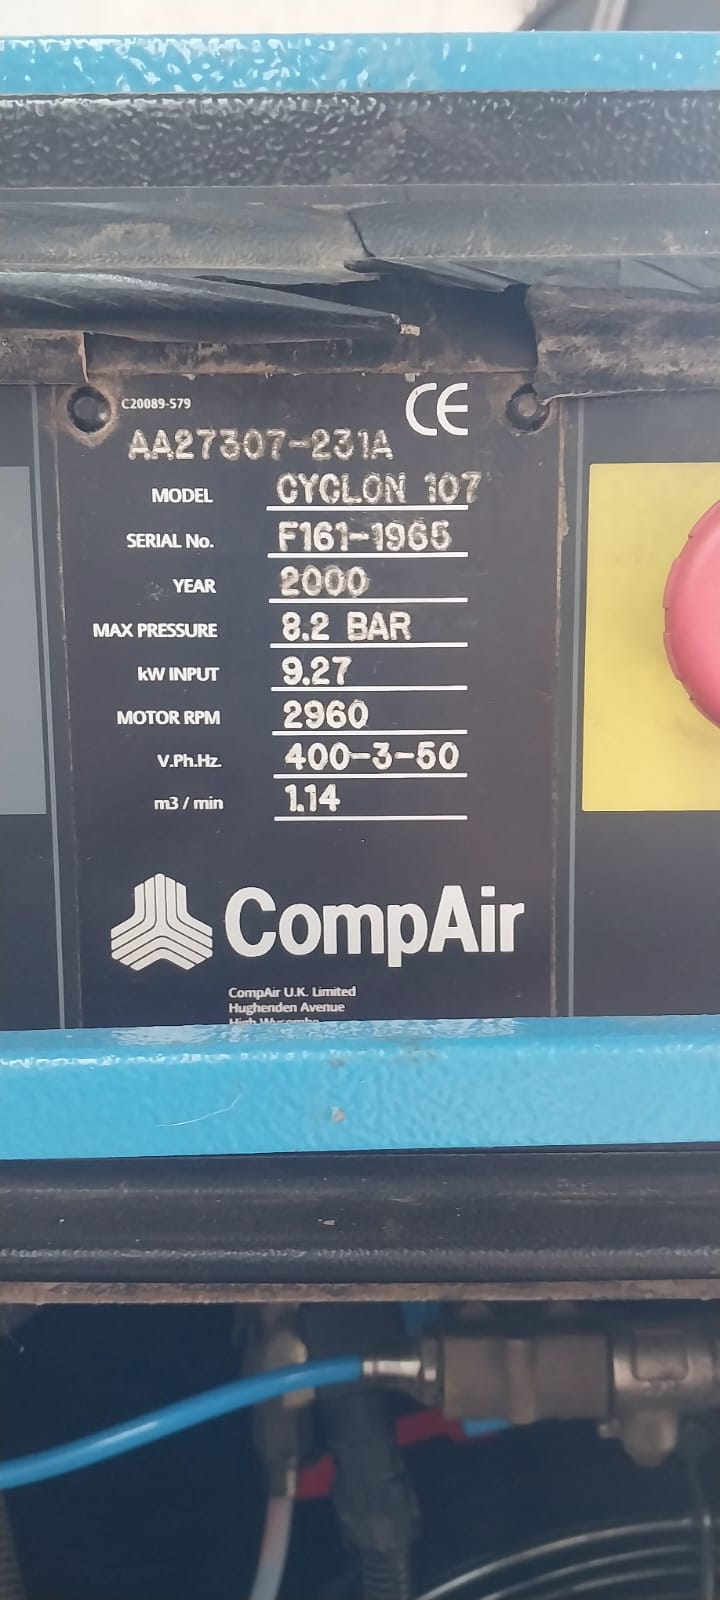 C20089-579
CE
AA27307-231A
MODEL CYCLON 107
SERIAL No. F161-1965
YEAR 2000
MAX PRESSURE 8.2 BAR
kW INPUT 9.27
MOTOR RPM 2960
V.Ph.Hz. 400-3-50
m3 / min 1.14
CompAir
CompAir U.K. Limited
Hughenden Avenue
High Wycombe